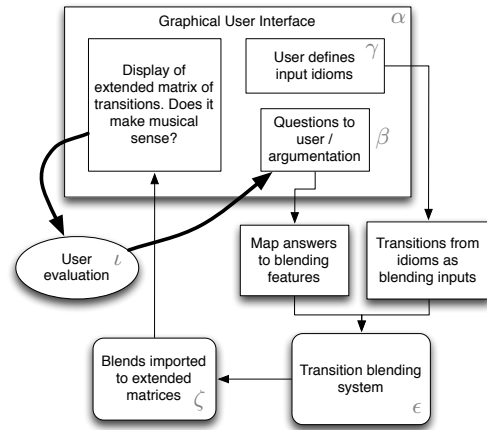 Graphical User Interface
α
Display of
extended matrix of
transitions. Does it
make musical
sense?
User defines
input idioms
γ
Questions to
user /
argumentation
β
User
evaluation
ι
Map answers
to blending
features
Transitions from
idioms as
blending inputs
Blends imported
to extended
matrices
ζ
Transition blending
system
ϵ